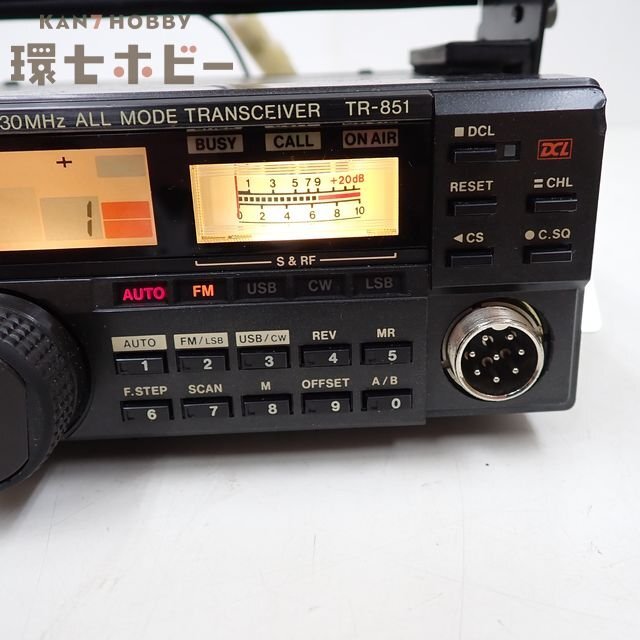 KAN7HOBBY
環七ホビー
30MHz ALL MODE TRANSCEIVER TR-851
BUSY CALL ON AIR
1 3 5 7 9 +20dB
0 2 4 6 8 10
S & RF
+
1
AUTO FM USB CW LSB
■ DCL
DCL
RESET
CHL
◀ CS
● C.SQ
AUTO FM/LSB USB/CW REV MR
1 2 3 4 5
F.STEP SCAN M OFFSET A/B
6 7 8 9 0